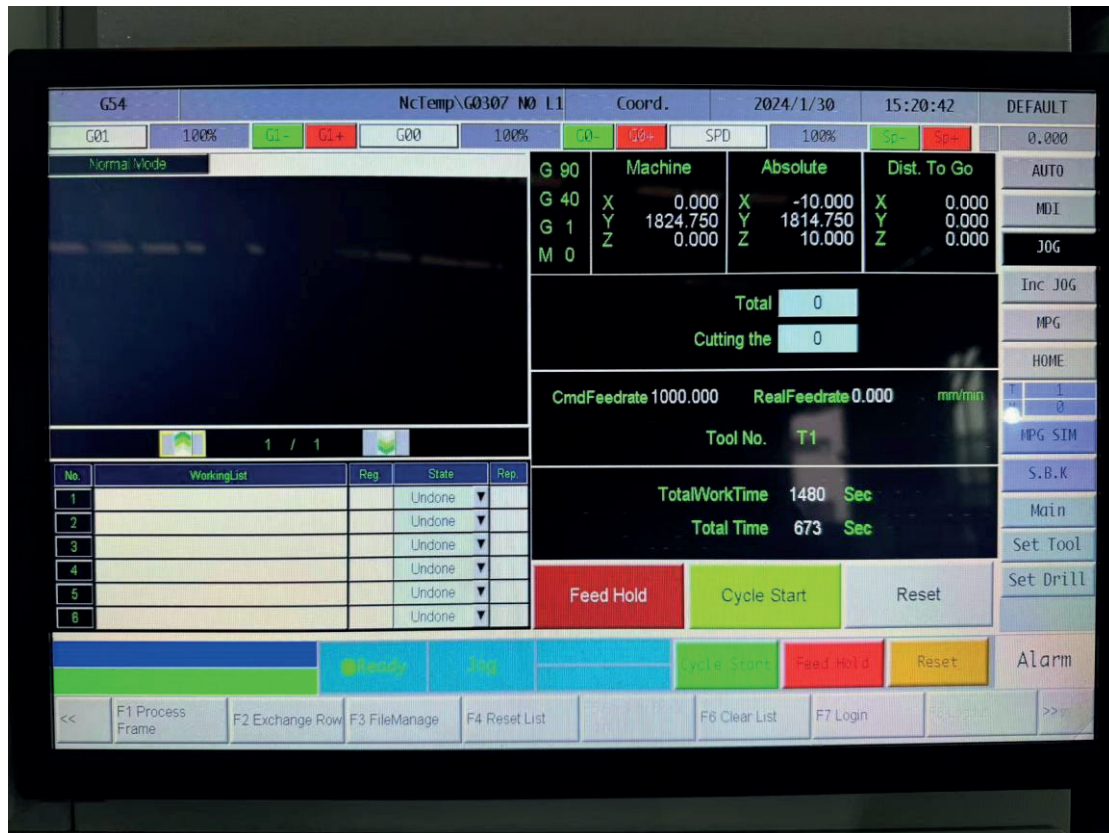 G54 NcTemp\G0307 N0 L1 Coord. 2024/1/30 15:20:42 DEFAULT
G01 100% G1- G1+ G00 100% G0- G0+ SPD 100% Sp- Sp+ 0.000
Normal Mode
G 90 Machine Absolute Dist. To Go
G 40 X 0.000 X -10.000 X 0.000
G 1 Y 1824.750 Y 1814.750 Y 0.000
M 0 Z 0.000 Z 10.000 Z 0.000
Total 0
Cutting the 0
CmdFeedrate 1000.000 RealFeedrate 0.000 mm/min
Tool No. T1
TotalWorkTime 1480 Sec
Total Time 673 Sec
Feed Hold Cycle Start Reset
1 / 1
No. WorkingList Reg. State Rep.
1 Undone
2 Undone
3 Undone
4 Undone
5 Undone
6 Undone
AUTO
MDI
JOG
Inc JOG
MPG
HOME
T 1
0
MPG SIM
S.B.K
Main
Set Tool
Set Drill
Ready Jog Cycle Start Feed Hold Reset Alarm
<< F1 Process Frame F2 Exchange Row F3 FileManage F4 Reset List F6 Clear List F7 Login >>